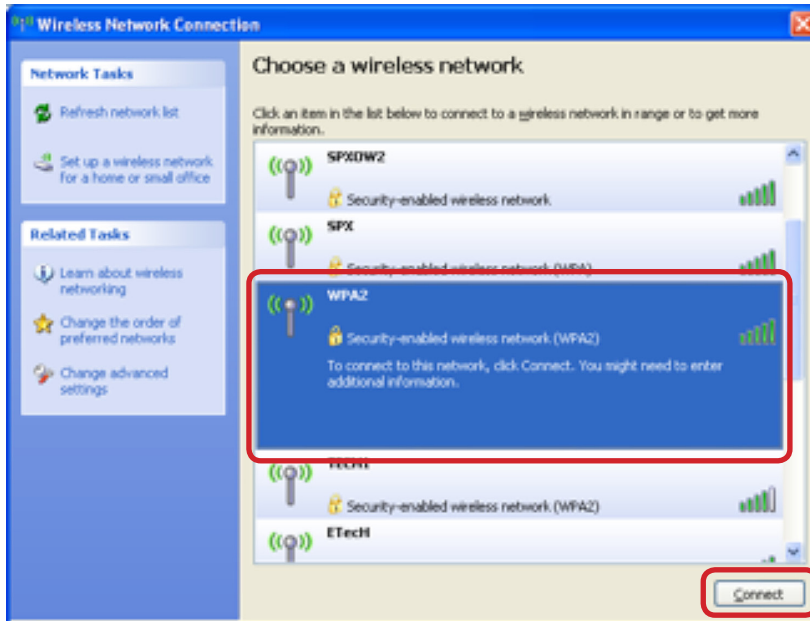 Wireless Network Connection
Network Tasks
Refresh network list
Set up a wireless network
for a home or small office
Related Tasks
Learn about wireless
networking
Change the order of
preferred networks
Change advanced
settings
Choose a wireless network
Click an item in the list below to connect to a wireless network in range or to get more
information.
SPXOW2
Security-enabled wireless network
SPX
Security-enabled wireless network (WPA)
WPA2
Security-enabled wireless network (WPA2)
To connect to this network, click Connect. You might need to enter
additional information.
Security-enabled wireless network (WPA2)
ETecH
Connect